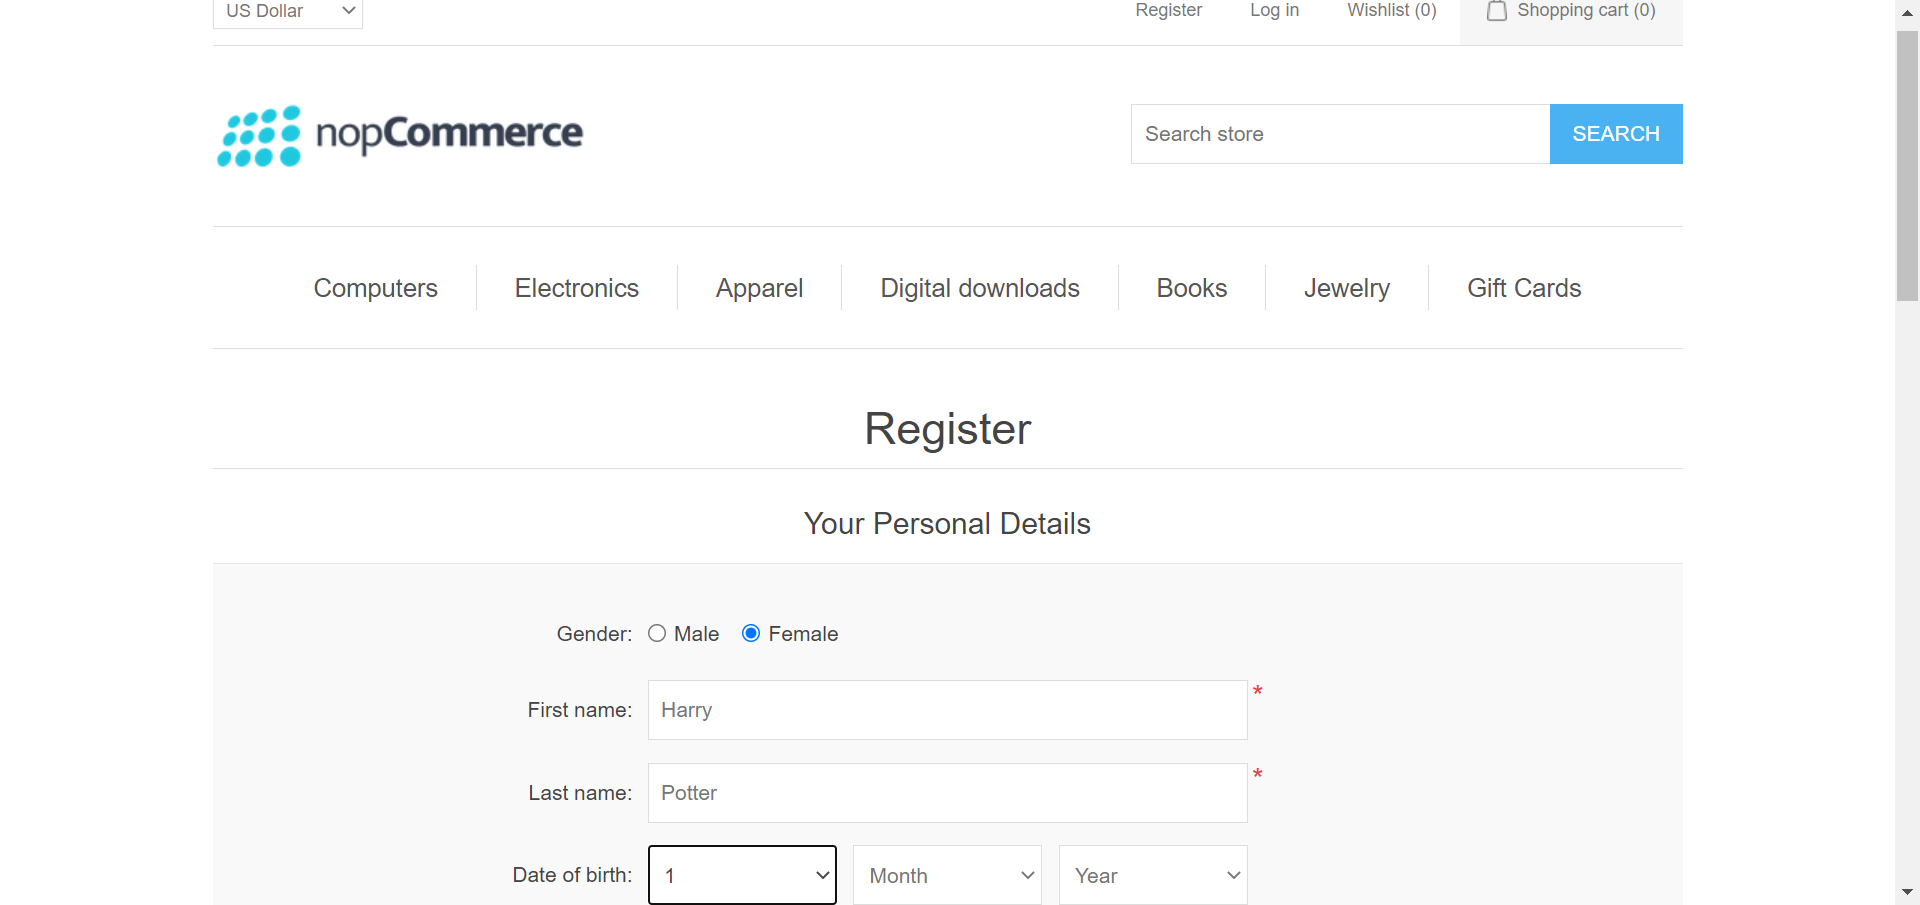 US Dollar Register Log in Wishlist (0) Shopping cart (0)
nopCommerce Search store SEARCH
Computers Electronics Apparel Digital downloads Books Jewelry Gift Cards
Register
Your Personal Details
Gender: Male Female
First name: Harry *
Last name: Potter *
Date of birth: 1 Month Year